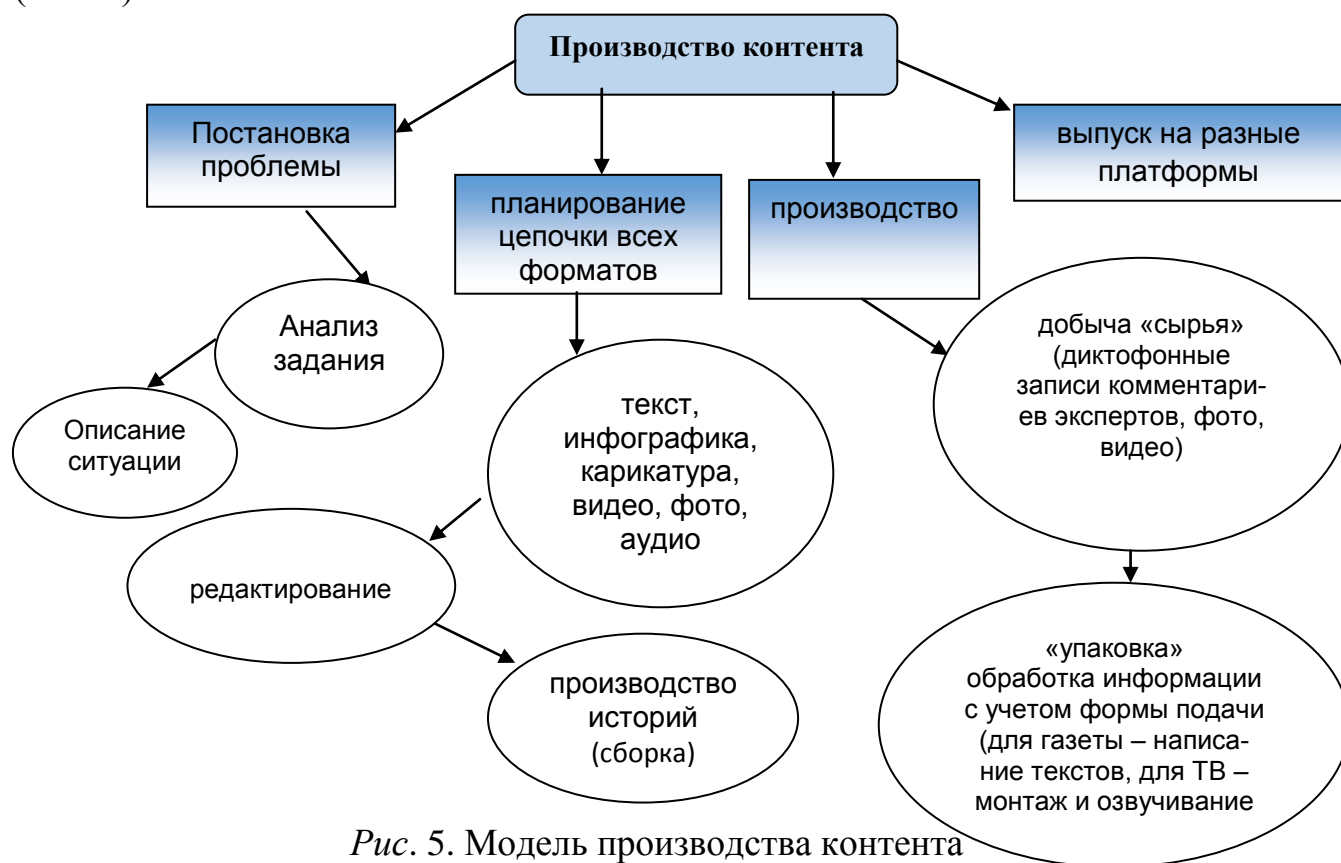 Производство контента
Постановка
проблемы
выпуск на разные
платформы
планирование
цепочки всех
форматов
производство
Анализ
задания
Описание
ситуации
текст,
инфографика,
карикатура,
видео, фото,
аудио
добыча «сырья»
(диктофонные
записи комментари-
ев экспертов, фото,
видео)
редактирование
производство
историй
(сборка)
«упаковка»
обработка информации
с учетом формы подачи
(для газеты – написа-
ние текстов, для ТВ –
монтаж и озвучивание
Рис. 5. Модель производства контента